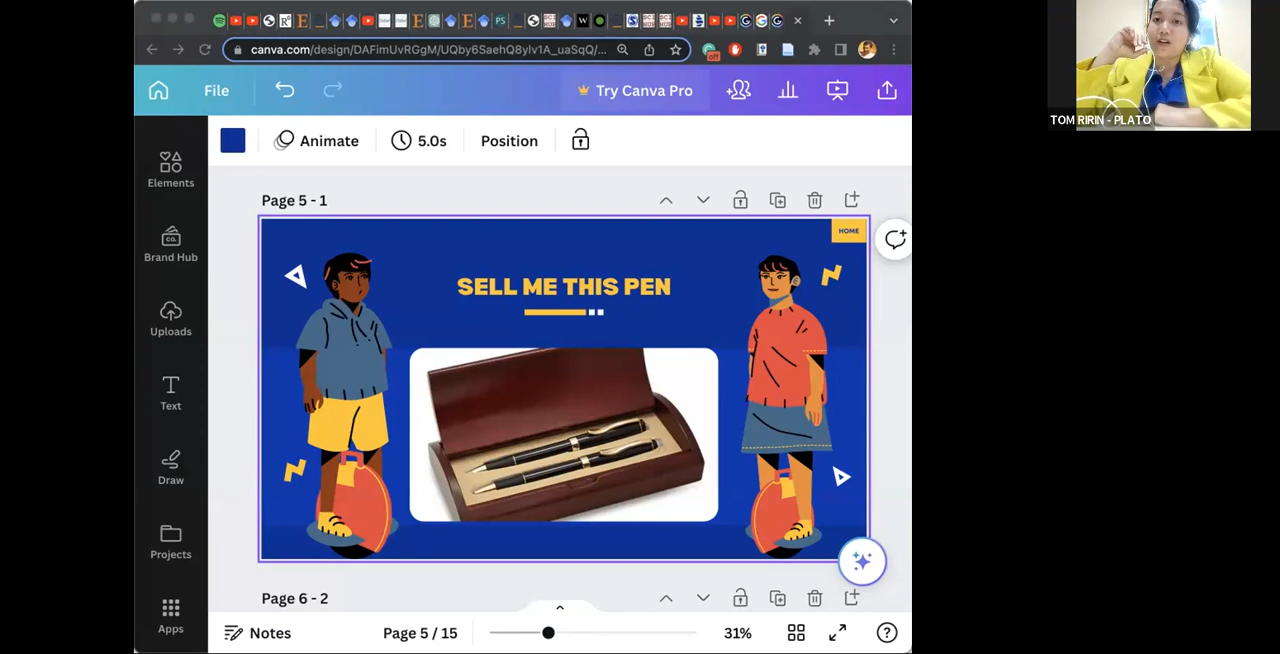 canva.com/design/DAFimUvRGgM/UQby6SaehQ8ylv1A_uaSqQ/...
off
File
Try Canva Pro
Animate
5.0s
Position
Elements
CO.
Brand Hub
Uploads
Text
Draw
Projects
Apps
Page 5 - 1
HOME
SELL ME THIS PEN
Page 6 - 2
Notes
Page 5 / 15
31%
TOM RIRIN - PLATO